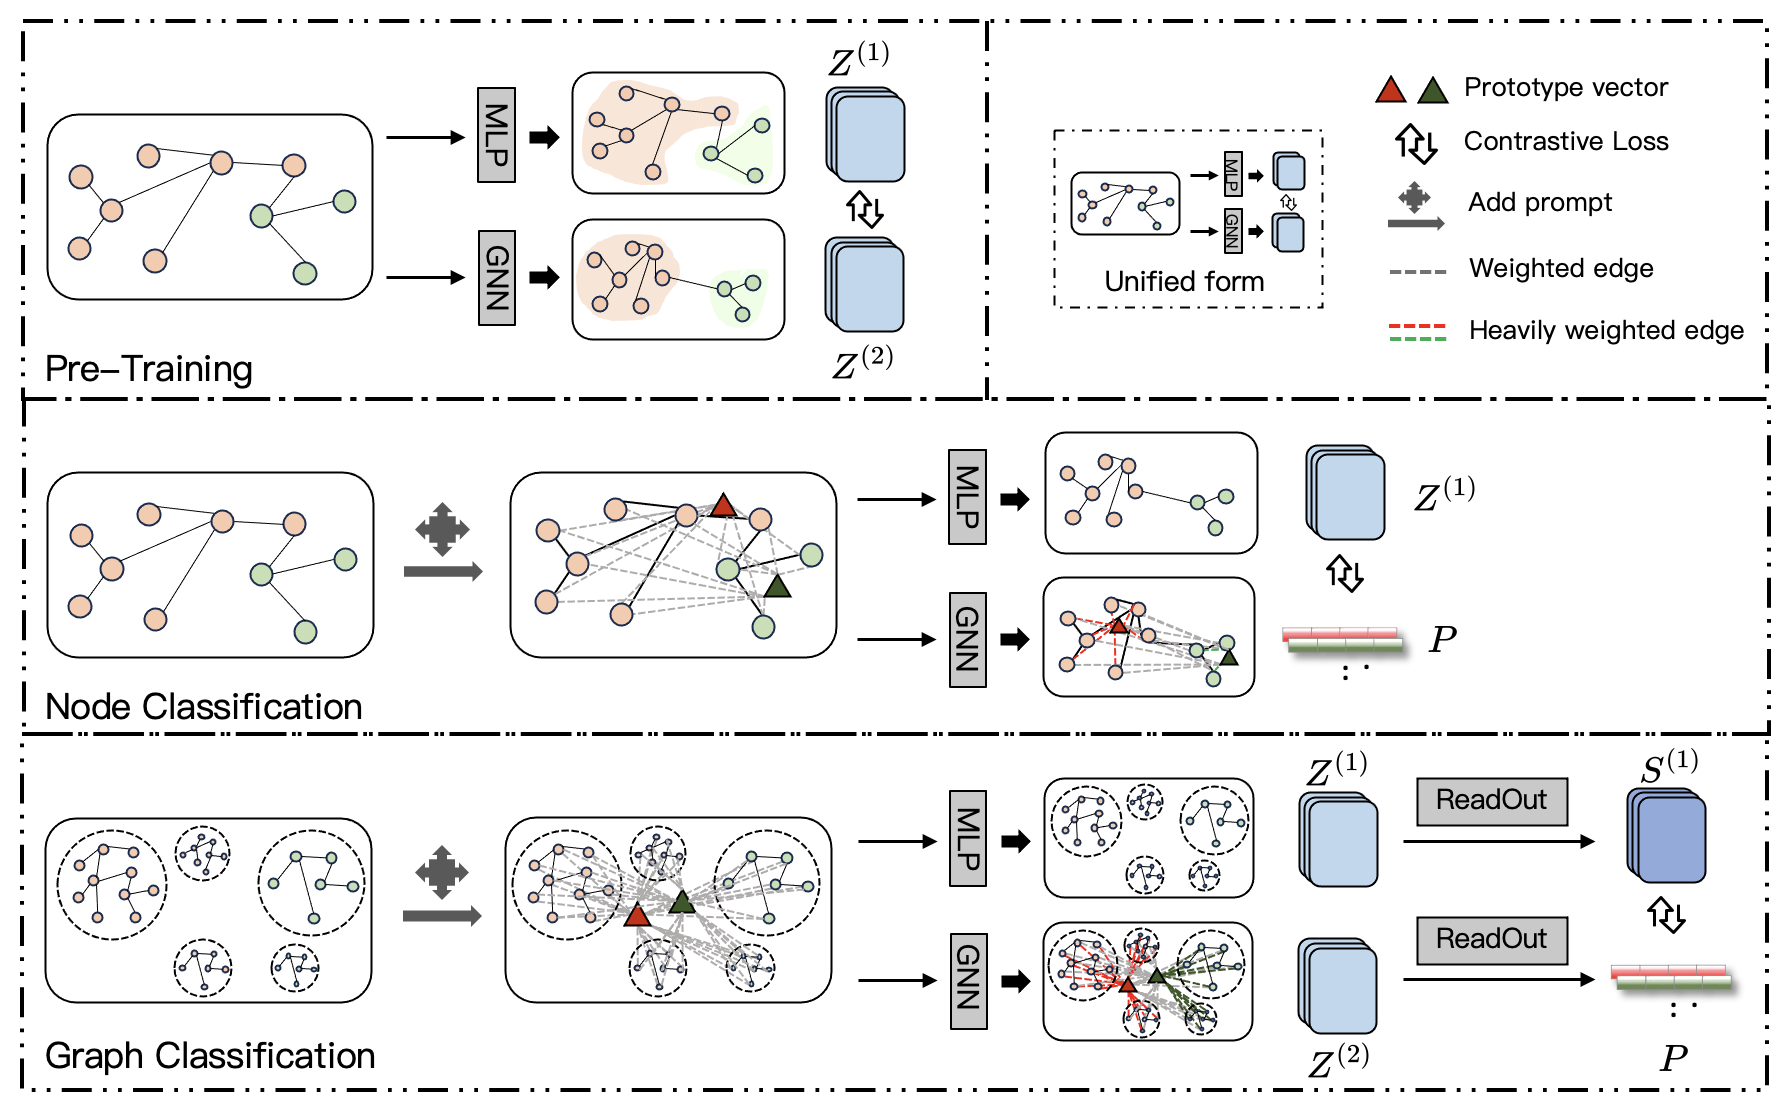 Z^(1)
MLP
GNN
Z^(2)
Pre-Training
MLP
GNN
Unified form
Prototype vector
Contrastive Loss
Add prompt
Weighted edge
Heavily weighted edge
MLP
Z^(1)
GNN
P
Node Classification
MLP
Z^(1)
ReadOut
S^(1)
GNN
ReadOut
Z^(2)
P
Graph Classification